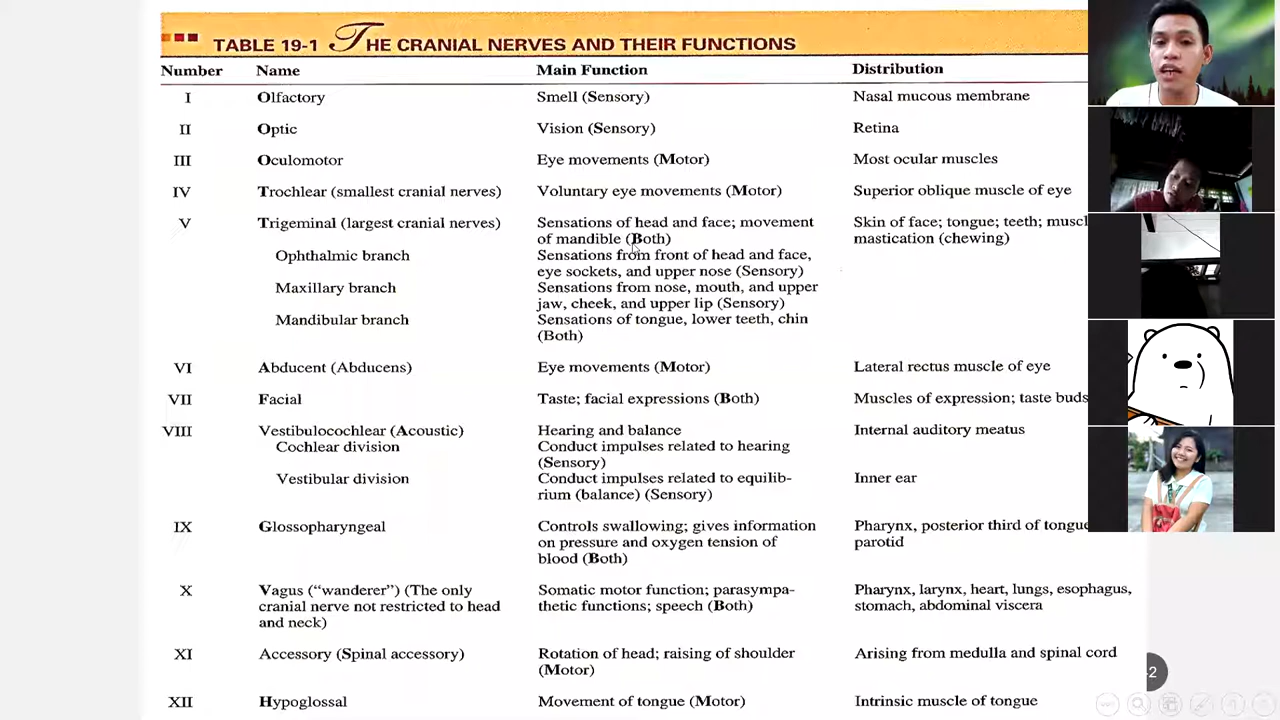 TABLE 19-1 THE CRANIAL NERVES AND THEIR FUNCTIONS
Number Name Main Function Distribution
I Olfactory Smell (Sensory) Nasal mucous membrane
II Optic Vision (Sensory) Retina
III Oculomotor Eye movements (Motor) Most ocular muscles
IV Trochlear (smallest cranial nerves) Voluntary eye movements (Motor) Superior oblique muscle of eye
V Trigeminal (largest cranial nerves) Sensations of head and face; movement Skin of face; tongue; teeth; muscl
of mandible (Both) mastication (chewing)
Ophthalmic branch Sensations from front of head and face,
eye sockets, and upper nose (Sensory)
Maxillary branch Sensations from nose, mouth, and upper
jaw, cheek, and upper lip (Sensory)
Mandibular branch Sensations of tongue, lower teeth, chin
(Both)
VI Abducent (Abducens) Eye movements (Motor) Lateral rectus muscle of eye
VII Facial Taste; facial expressions (Both) Muscles of expression; taste buds
VIII Vestibulocochlear (Acoustic) Hearing and balance Internal auditory meatus
Cochlear division Conduct impulses related to hearing
(Sensory)
Vestibular division Conduct impulses related to equilib- Inner ear
rium (balance) (Sensory)
IX Glossopharyngeal Controls swallowing; gives information Pharynx, posterior third of tongue
on pressure and oxygen tension of parotid
blood (Both)
X Vagus (“wanderer”) (The only Somatic motor function; parasympa- Pharynx, larynx, heart, lungs, esophagus,
cranial nerve not restricted to head thetic functions; speech (Both) stomach, abdominal viscera
and neck)
XI Accessory (Spinal accessory) Rotation of head; raising of shoulder Arising from medulla and spinal cord
(Motor)
-2
XII Hypoglossal Movement of tongue (Motor) Intrinsic muscle of tongue